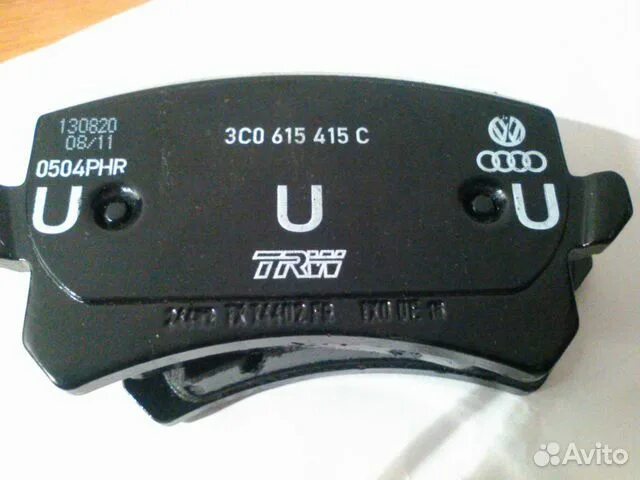 130820
08/11
0504PHR
3C0 615 415 C
U U U
TRW
Avito